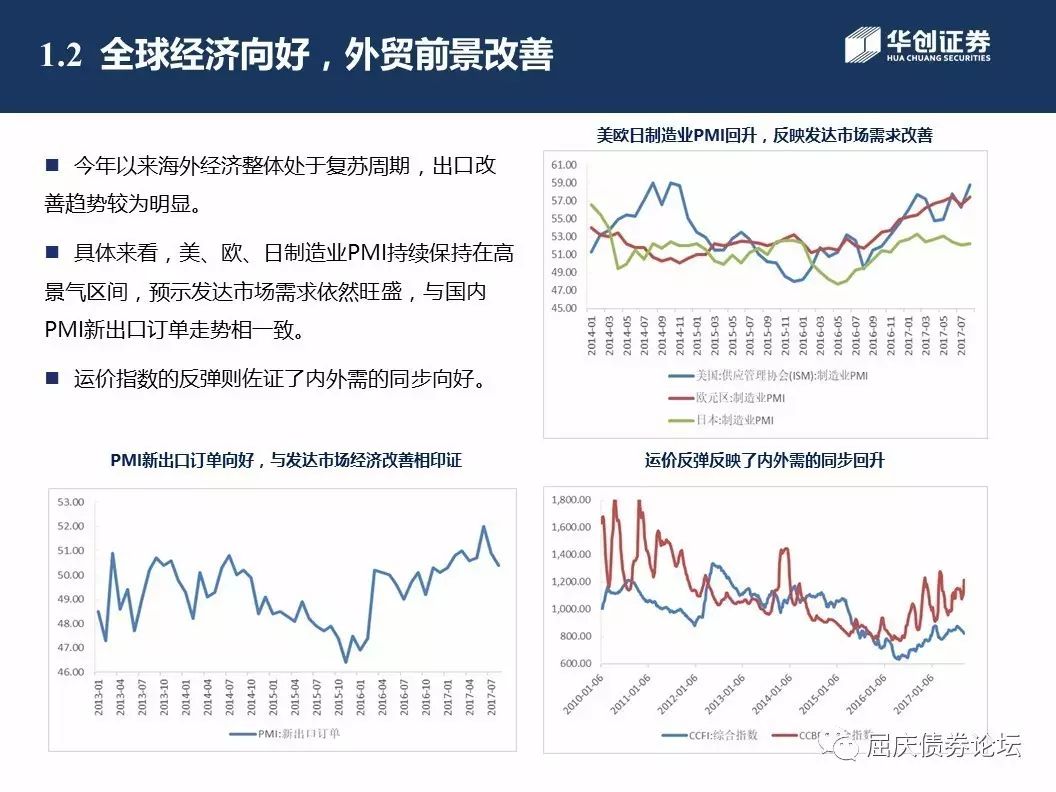 1.2 全球经济向好，外贸前景改善
华创证券
HUA CHUANG SECURITIES
■ 今年以来海外经济整体处于复苏周期，出口改
善趋势较为明显。
■ 具体来看，美、欧、日制造业PMI持续保持在高
景气区间，预示发达市场需求依然旺盛，与国内
PMI新出口订单走势相一致。
■ 运价指数的反弹则佐证了内外需的同步向好。
美欧日制造业PMI回升，反映发达市场需求改善
61.00
59.00
57.00
55.00
53.00
51.00
49.00
47.00
45.00
2014-01 2014-03 2014-05 2014-07 2014-09 2014-11 2015-01 2015-03 2015-05 2015-07 2015-09 2015-11 2016-01 2016-03 2016-05 2016-07 2016-09 2016-11 2017-01 2017-03 2017-05 2017-07
美国:供应管理协会(ISM):制造业PMI
欧元区:制造业PMI
日本:制造业PMI
PMI新出口订单向好，与发达市场经济改善相印证
53.00
52.00
51.00
50.00
49.00
48.00
47.00
46.00
2013-01 2013-04 2013-07 2013-10 2014-01 2014-04 2014-07 2014-10 2015-01 2015-04 2015-07 2015-10 2016-01 2016-04 2016-07 2016-10 2017-01 2017-04 2017-07
PMI:新出口订单
运价反弹反映了内外需的同步回升
1,800.00
1,600.00
1,400.00
1,200.00
1,000.00
800.00
600.00
2010-01-06 2011-01-06 2012-01-06 2013-01-06 2014-01-06 2015-01-06 2016-01-06 2017-01-06
CCFI:综合指数 CCBF
屈庆债券论坛